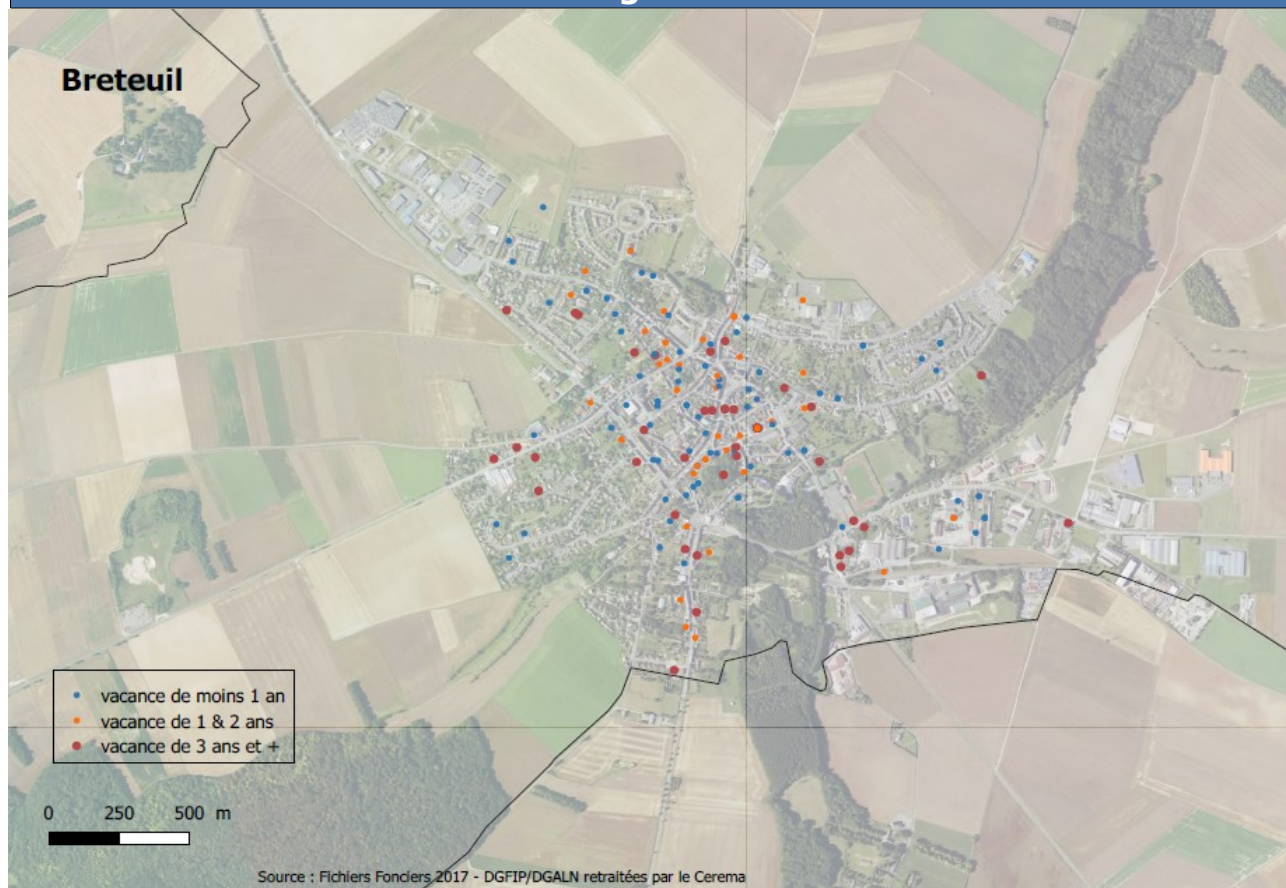 Breteuil
vacance de moins 1 an
vacance de 1 & 2 ans
vacance de 3 ans et +
0 250 500 m
Source : Fichiers Fonciers 2017 - DGFIP/DGALN retraitées par le Cerema